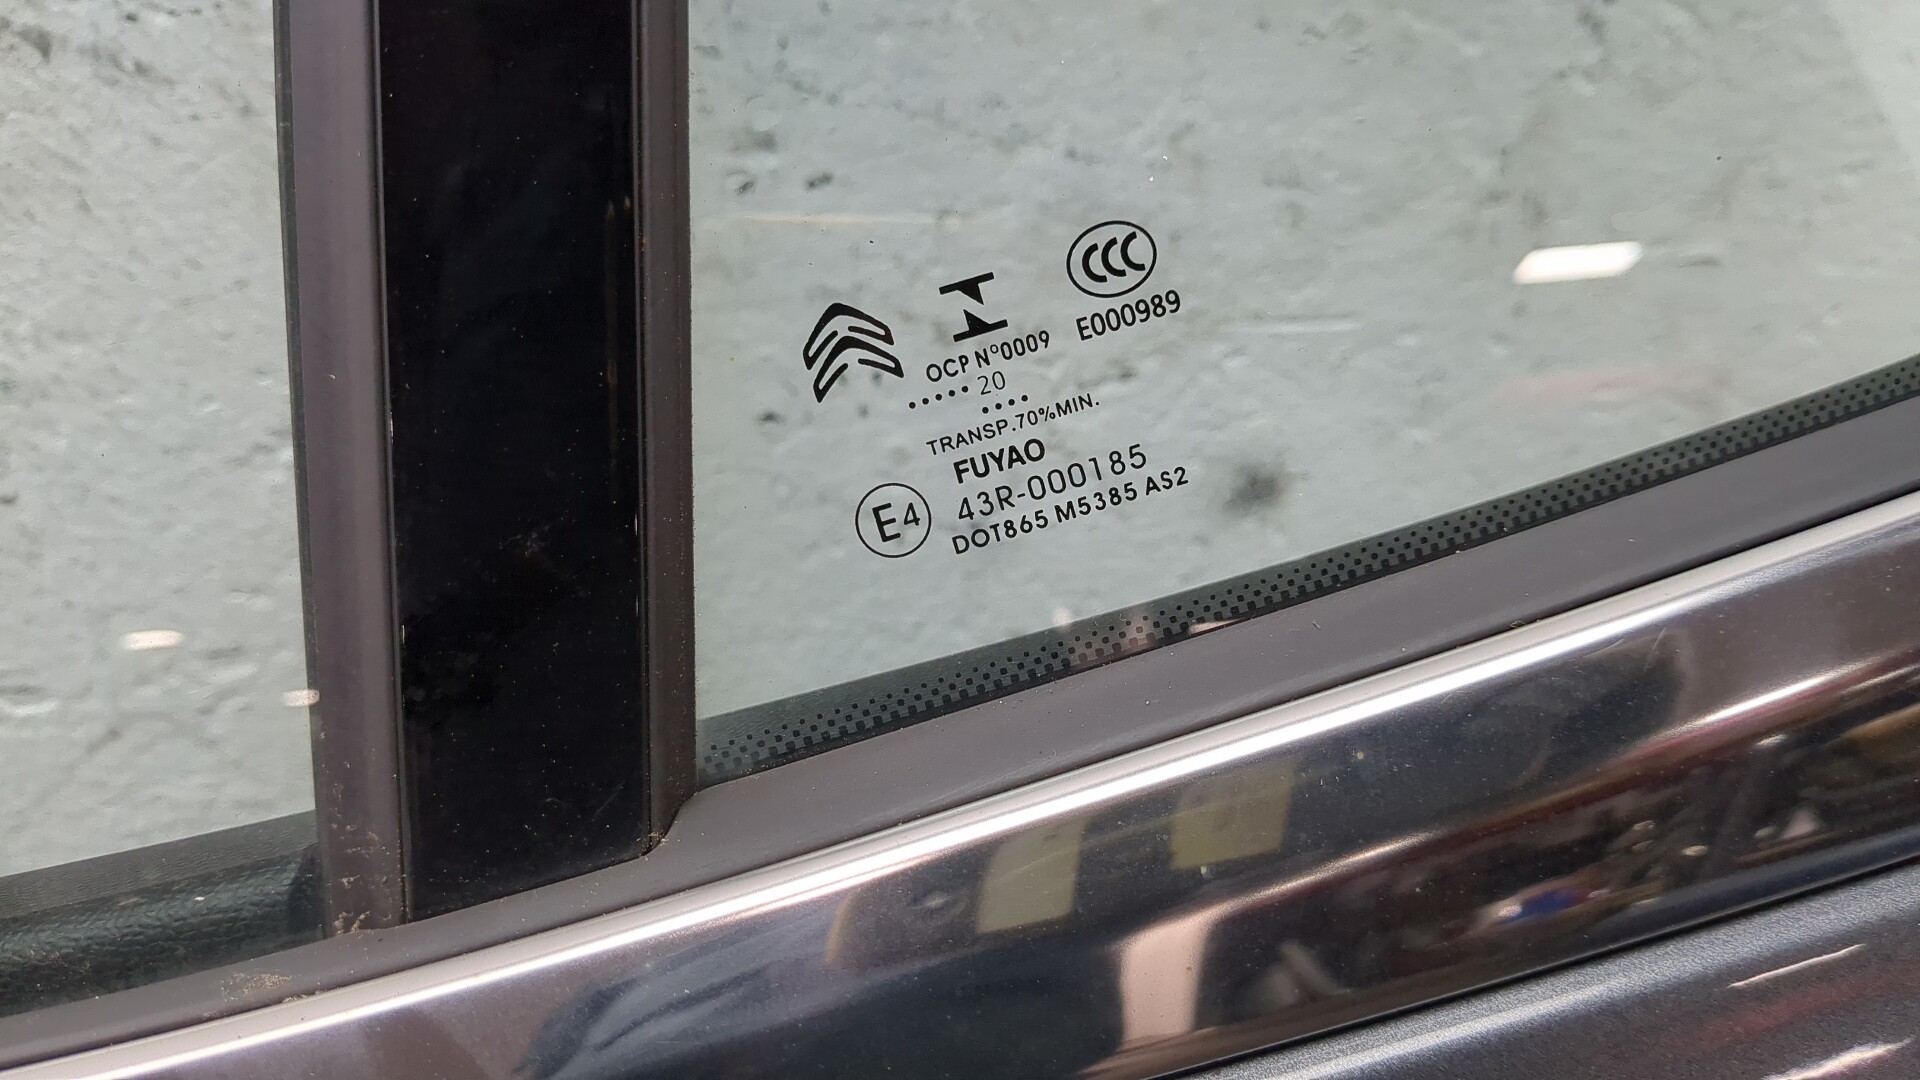 CCC
E000989
OCP N°0009
•••••20
••••
TRANSP.70%MIN.
FUYAO
E4
43R-000185
DOT865 M5385 AS2